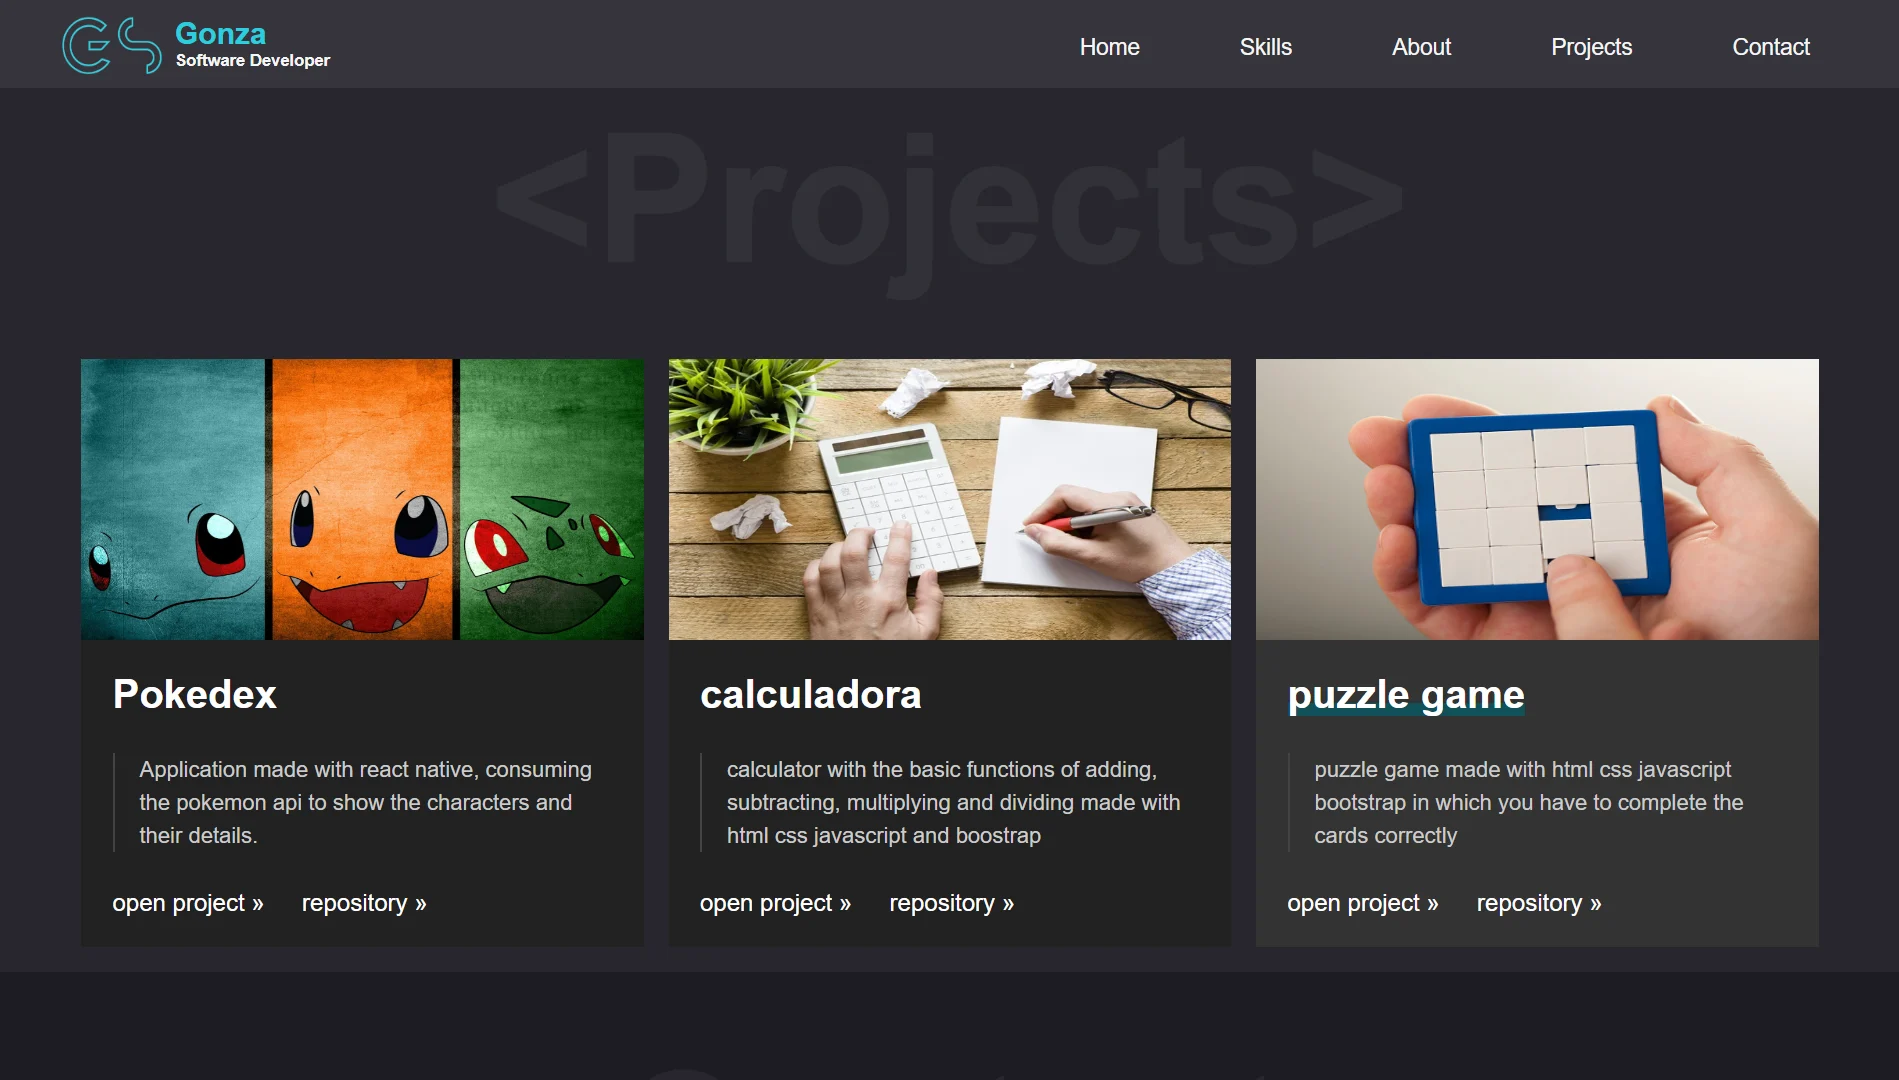 GS
Gonza
Software Developer
Home
Skills
About
Projects
Contact
<Projects>
Pokedex
Application made with react native, consuming
the pokemon api to show the characters and
their details.
open project »
repository »
calculadora
calculator with the basic functions of adding,
subtracting, multiplying and dividing made with
html css javascript and boostrap
open project »
repository »
puzzle game
puzzle game made with html css javascript
bootstrap in which you have to complete the
cards correctly
open project »
repository »